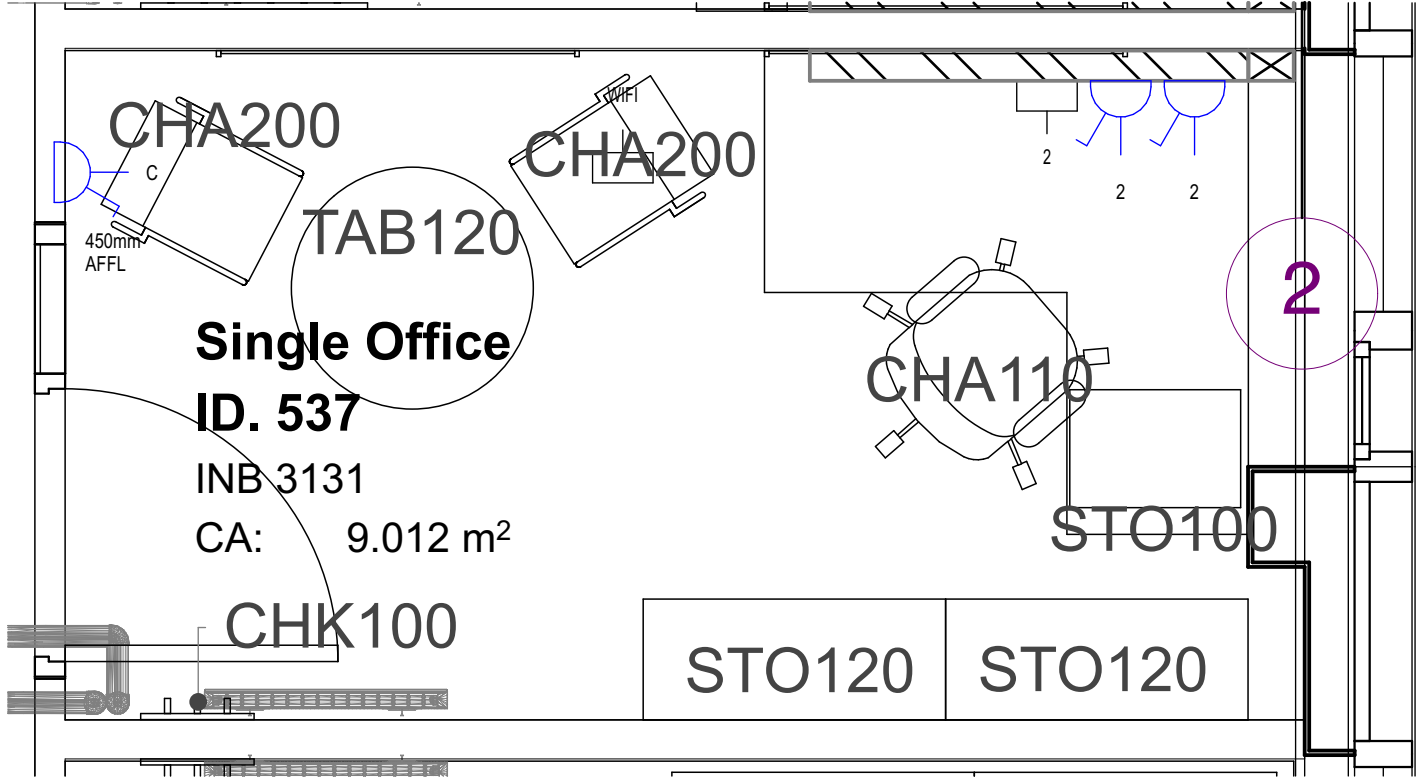 WIFI
CHA200
CHA200
C
2
2
2
TAB120
450mm
AFFL
2
Single Office
CHA110
ID. 537
INB 3131
CA: 9.012 m²
STO100
CHK100
STO120
STO120